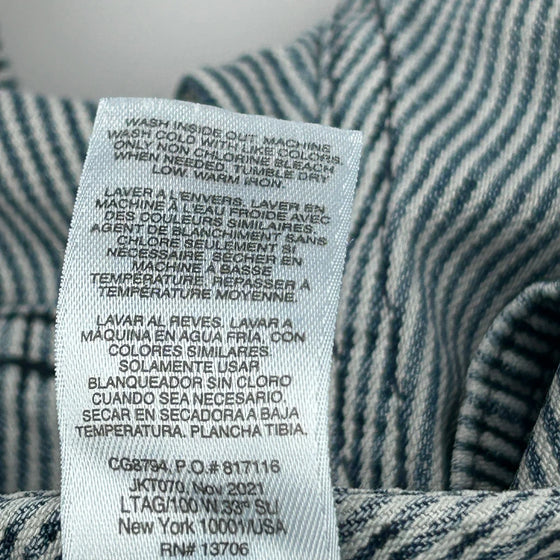 WASH INSIDE OUT. MACHINE
WASH COLD WITH LIKE COLORS.
ONLY NON CHLORINE BLEACH
WHEN NEEDED. TUMBLE DRY
LOW. WARM IRON.
LAVER AL ENVERS. LAVER EN
MACHINE À L'EAU FROIDE AVEC
DES COULEURS SIMILAIRES.
AGENT DE BLANCHIMENT SANS
CHLORE SEULEMENT SI
NÉCESSAIRE. SÉCHER EN
MACHINE À BASSE
TEMPÉRATURE. REPASSER À
TEMPÉRATURE MOYENNE.
LAVAR AL REVES. LAVAR A
MÁQUINA EN AGUA FRÍA, CON
COLORES SIMILARES.
SOLAMENTE USAR
BLANQUEADOR SIN CLORO
CUANDO SEA NECESARIO.
SECAR EN SECADORA A BAJA
TEMPERATURA. PLANCHA TIBIA.
CG8794, P.O.# 817116
JKT070, Nov 2021
LTAG/100 W 33rd St/
New York 10001/USA
RN# 13706